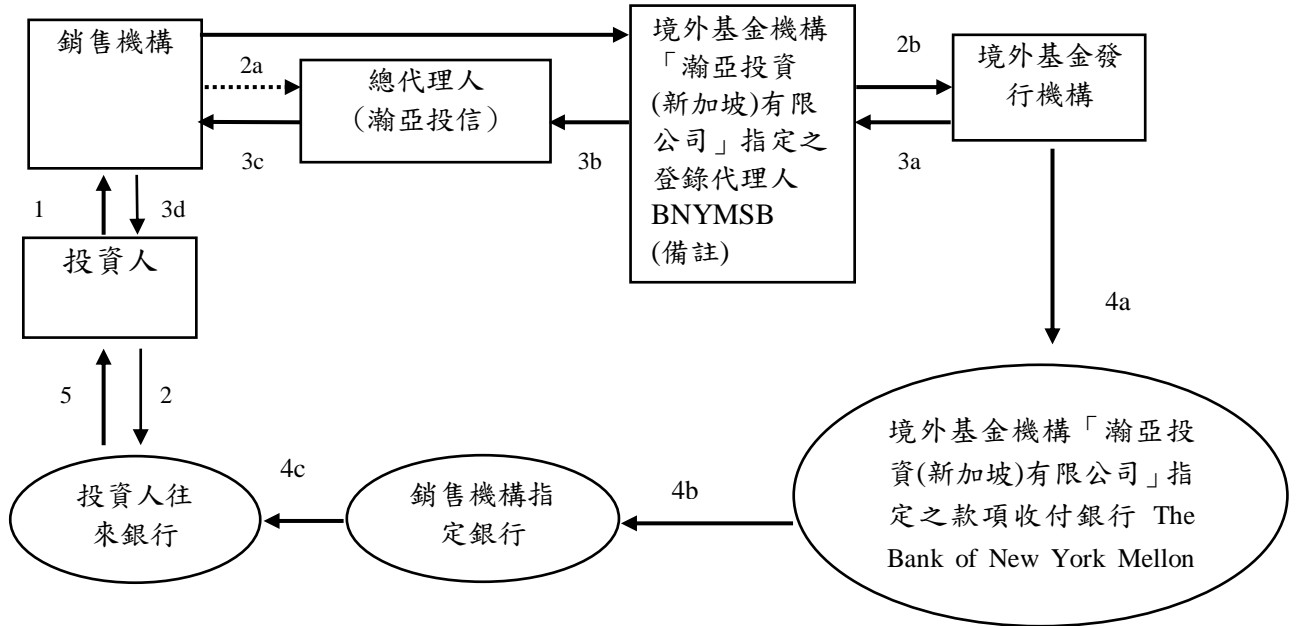 銷售機構
2a
總代理人
（瀚亞投信）
3c
3b
境外基金機構
「瀚亞投資
(新加坡)有限
公司」指定之
登錄代理人
BNYMSB
(備註)
2b
3a
境外基金發
行機構
1
3d
投資人
4a
5
2
投資人往
來銀行
4c
銷售機構指
定銀行
4b
境外基金機構「瀚亞投
資(新加坡)有限公司」指
定之款項收付銀行 The
Bank of New York Mellon